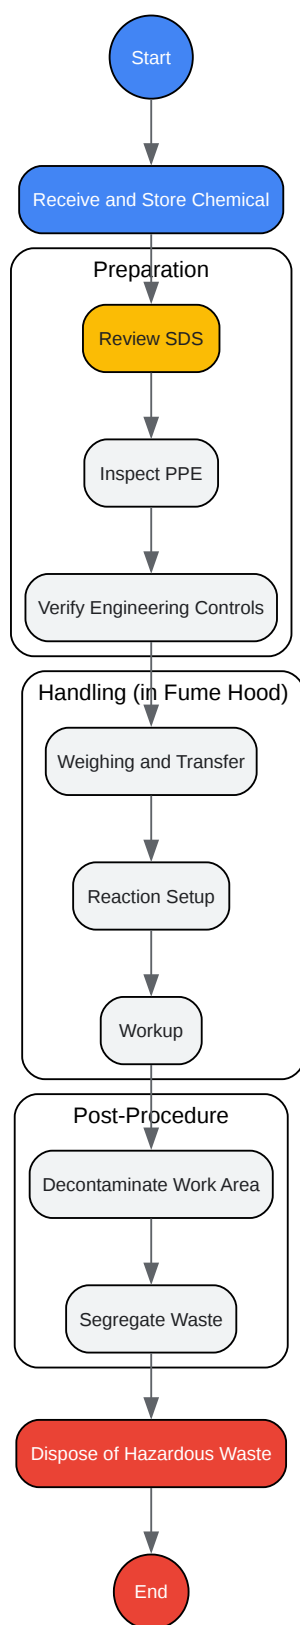 Start
Receive and Store Chemical
Preparation
Review SDS
Inspect PPE
Verify Engineering Controls
Handling (in Fume Hood)
Weighing and Transfer
Reaction Setup
Workup
Post-Procedure
Decontaminate Work Area
Segregate Waste
Dispose of Hazardous Waste
End